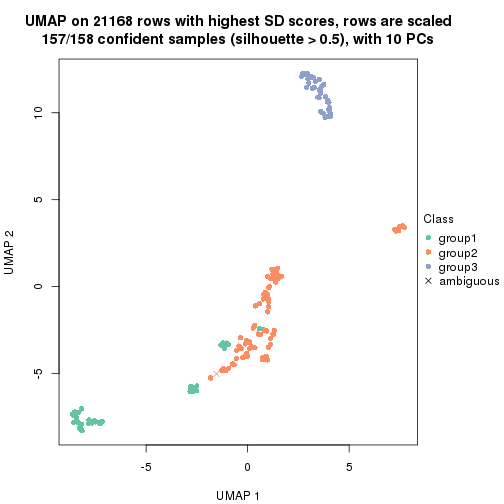 UMAP on 21168 rows with highest SD scores, rows are scaled
157/158 confident samples (silhouette > 0.5), with 10 PCs
10
5
0
-5
UMAP 2
-5
0
5
UMAP 1
Class
group1
group2
group3
ambiguous